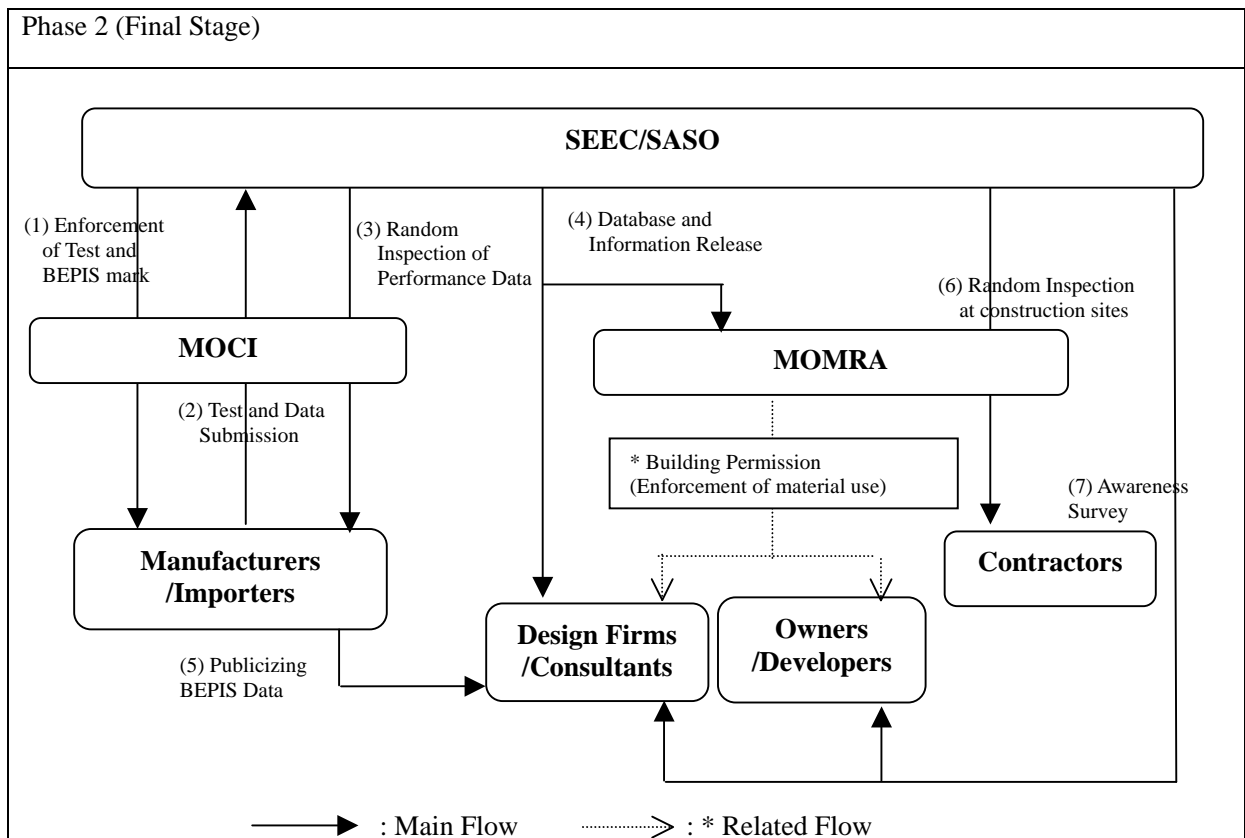 Phase 2 (Final Stage)
SEEC/SASO
(1) Enforcement
of Test and
BEPIS mark
(3) Random
Inspection of
Performance Data
(4) Database and
Information Release
(6) Random Inspection
at construction sites
MOCI
MOMRA
(2) Test and Data
Submission
* Building Permission
(Enforcement of material use)
(7) Awareness
Survey
Manufacturers
/Importers
Contractors
Design Firms
/Consultants
Owners
/Developers
(5) Publicizing
BEPIS Data
: Main Flow
: * Related Flow